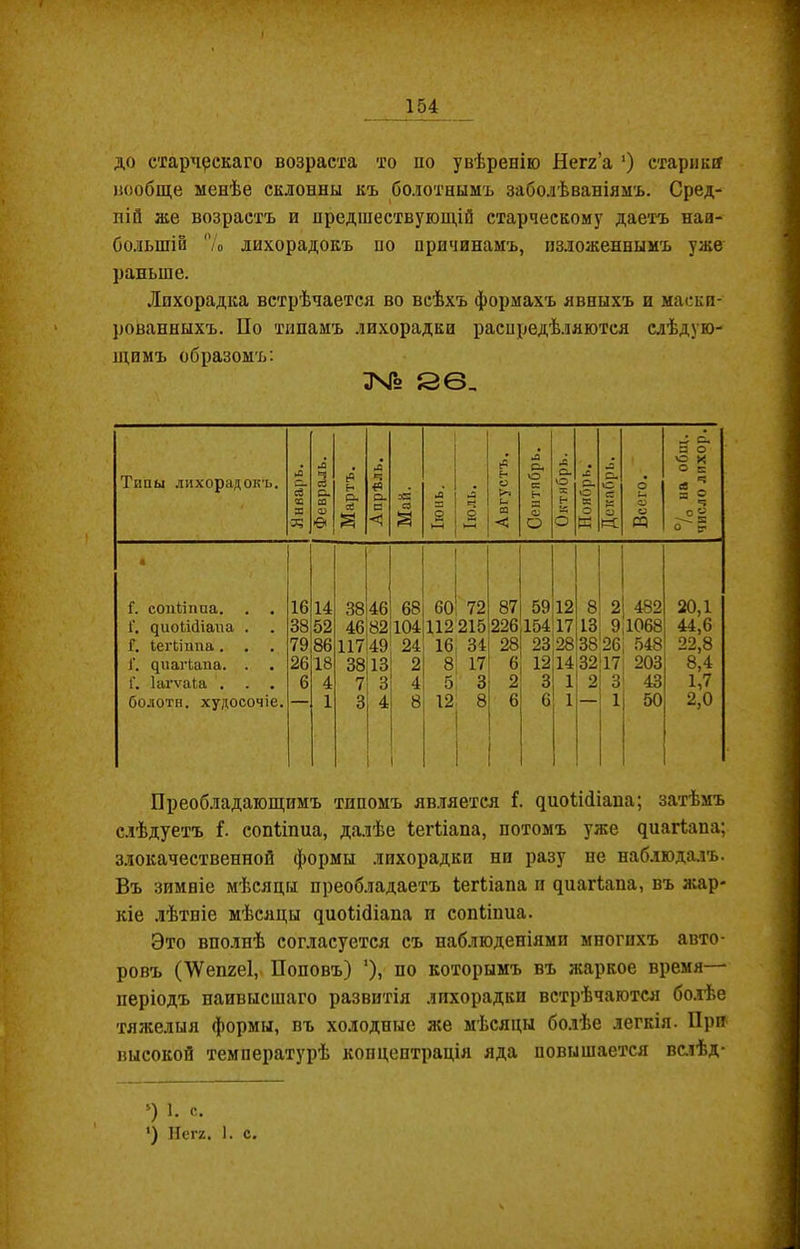 154
до старческаго возраста то по увѣренію Herz'a ¹) старики
вообще менѣе склонны къ болотнымъ заболѣваніямъ. Сред-
ній же возрастъ и предшествующій старческому даетъ наи-
большій % лихорадокъ по причинамъ, изложеннымъ уже
раньше.
Лихорадка встрѣчается во всѣхъ формахъ явныхъ и маски-
рованныхъ. По типамъ лихорадки распредѣляются слѣдую-
щимъ образомъ:
№ 26.
Типы лихорадокъ. Январь. Февраль. Мартъ. Апрѣль. Май. Іюнь. Іюль. Августъ. Сентябрь. Октябрь. Ноябрь. Декабрь. Всего. % на общ. число лихор.
f. continua. . . 16 14 38 46 68 60 72 87 59 12 8 2 482 20,1
f. quotidiana . . 38 52 46 82 104 112 215 226 154 17 13 9 1068 44,6
f. tertinna. . . 79 86 117 49 24 16 34 28 23 28 38 26 548 22,8
f. quartana. . . 26 18 38 13 2 8 17 6 12 14 32 17 203 8,4
f. larvata . . . 6 4 7 3 4 5 3 2 3 1 2 3 43 1,7
болотн. худосочіе. — 1 3 4 8 12 8 6 6 1 — 1 50 2,0
Преобладающимъ типомъ является f. quotidiana; затѣмъ
слѣдуетъ f. continua, далѣе tertiana, потомъ уже quartana;
злокачественной формы лихорадки ни разу не наблюдалъ.
Въ зимніе мѣсяцы преобладаетъ tertiana и quartana, въ жар-
кіе лѣтніе мѣсяцы quotidiana и continua.
Это вполнѣ согласуется съ наблюденіями многихъ авто-
ровъ (Wenzel, Поповъ) ¹), по которымъ въ жаркое время—
періодъ наивысшаго развитія лихорадки встрѣчаются болѣе
тяжелыя формы, въ холодные же мѣсяцы болѣе легкія. При
высокой температурѣ концентрація яда повышается вслѣд-
¹) l. c.
¹) Herz. l. c.